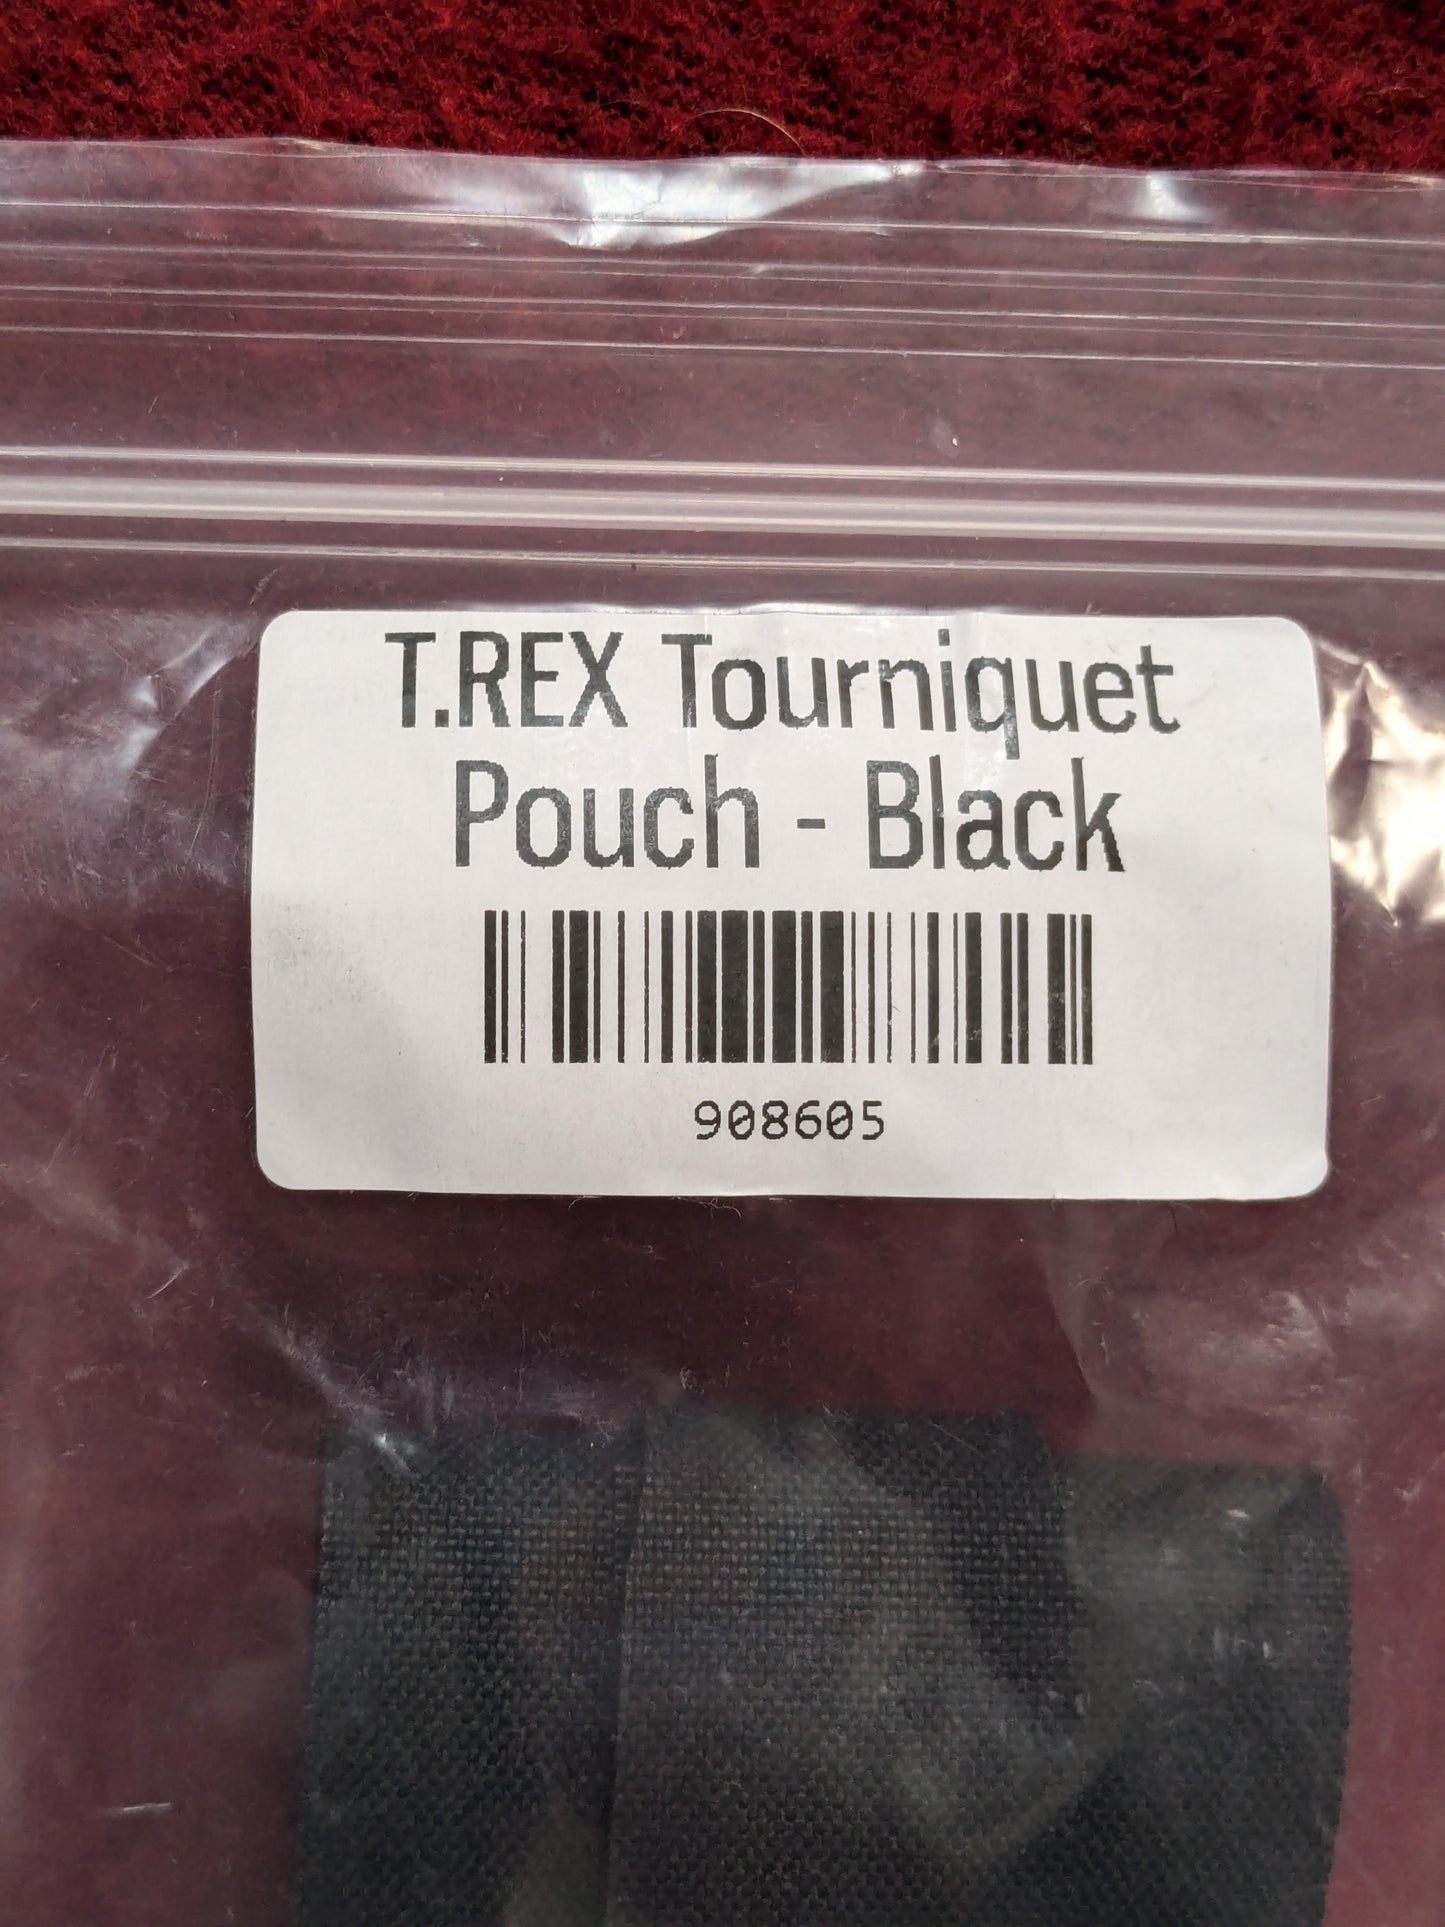 T.REX Tourniquet
Pouch - Black
908605